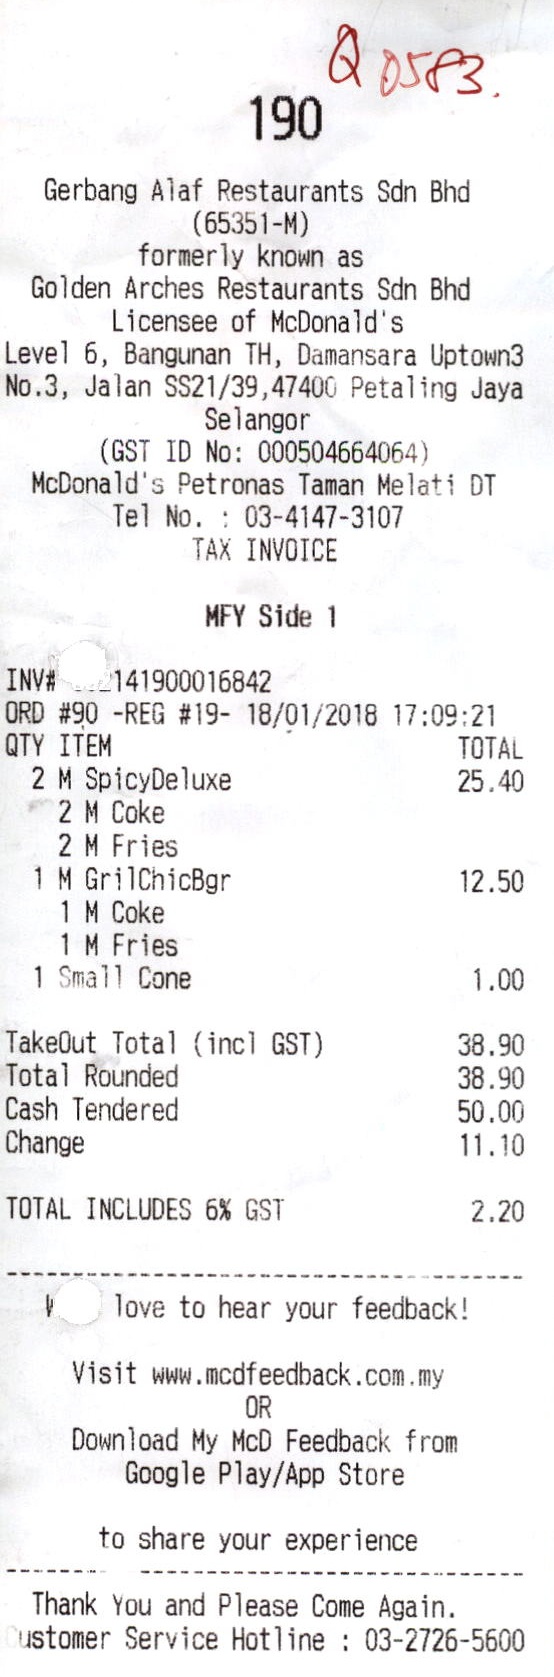 Q 0583.
190
Gerbang Alaf Restaurants Sdn Bhd
(65351-M)
formerly known as
Golden Arches Restaurants Sdn Bhd
Licensee of McDonald's
Level 6, Bangunan TH, Damansara Uptown3
No.3, Jalan SS21/39,47400 Petaling Jaya
Selangor
(GST ID No: 000504664064)
McDonald's Petronas Taman Melati DT
Tel No. : 03-4147-3107
TAX INVOICE
MFY Side 1
INV# 141900016842
ORD #90 -REG #19- 18/01/2018 17:09:21
QTY ITEM TOTAL
2 M SpicyDeluxe 25.40
2 M Coke
2 M Fries
1 M GrilChicBgr 12.50
1 M Coke
1 M Fries
1 Small Cone 1.00
TakeOut Total (incl GST) 38.90
Total Rounded 38.90
Cash Tendered 50.00
Change 11.10
TOTAL INCLUDES 6% GST 2.20
love to hear your feedback!
Visit www.mcdfeedback.com.my
OR
Download My McD Feedback from
Google Play/App Store
to share your experience
Thank You and Please Come Again.
Customer Service Hotline : 03-2726-5600